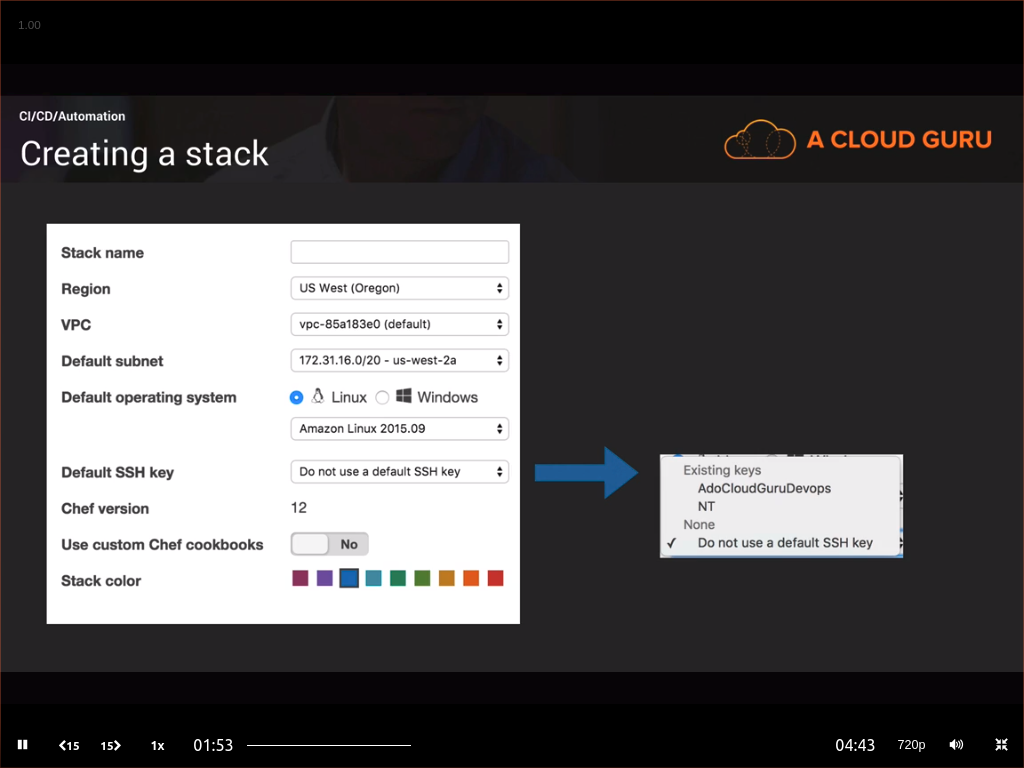 1.00
CI/CD/Automation
Creating a stack
A CLOUD GURU
Stack name
Region US West (Oregon)
VPC vpc-85a183e0 (default)
Default subnet 172.31.16.0/20 - us-west-2a
Default operating system Linux Windows
Amazon Linux 2015.09
Default SSH key Do not use a default SSH key
Chef version 12
Use custom Chef cookbooks No
Stack color
Existing keys
AdoCloudGuruDevops
NT
None
Do not use a default SSH key
15 15 1x 01:53 04:43 720p